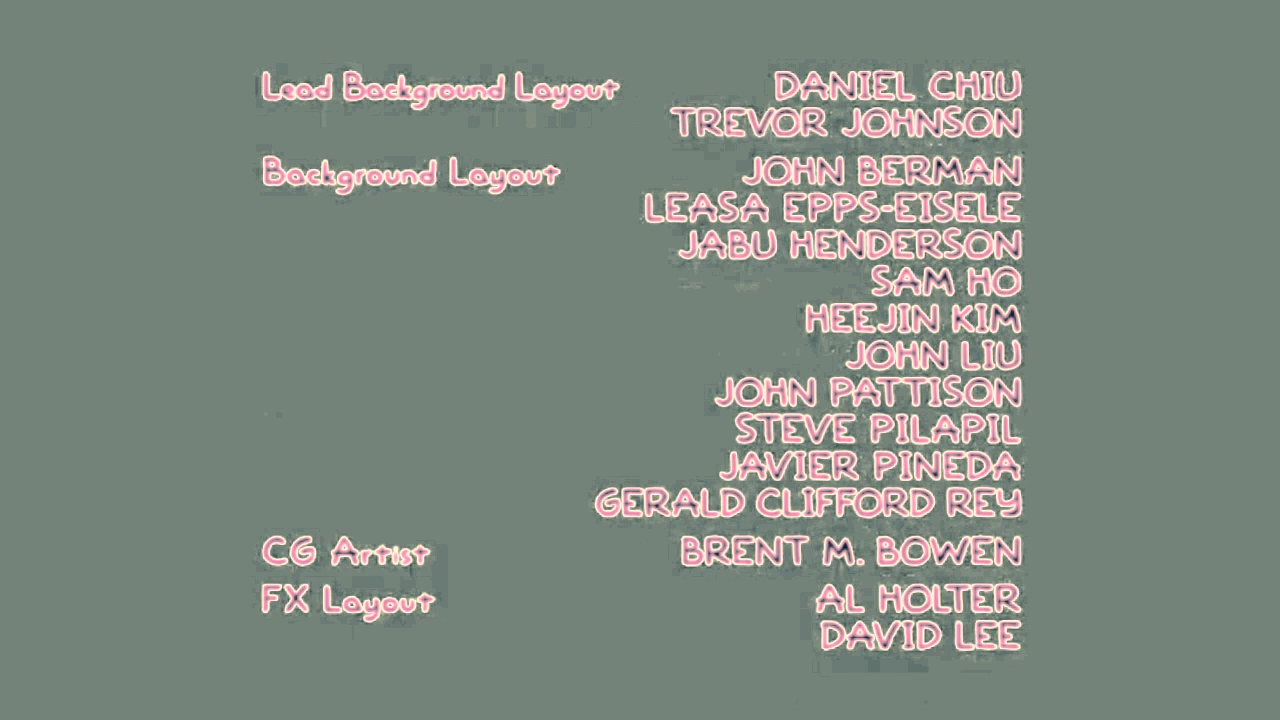 Lead Background Layout DANIEL CHIU
TREVOR JOHNSON
Background Layout JOHN BERMAN
LEASA EPPS-EISELE
JABU HENDERSON
SAM HO
HEEJIN KIM
JOHN LIU
JOHN PATTISON
STEVE PILAPIL
JAVIER PINEDA
GERALD CLIFFORD REY
CG Artist BRENT M. BOWEN
FX Layout AL HOLTER
DAVID LEE